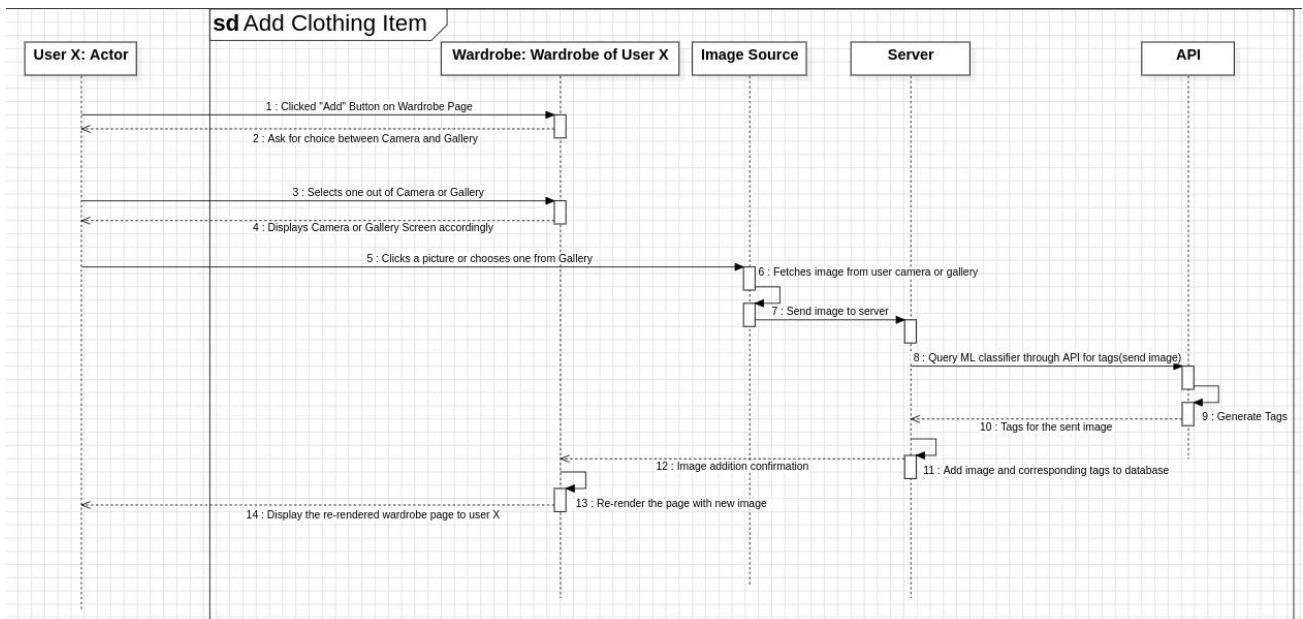 sd Add Clothing Item
User X: Actor
Wardrobe: Wardrobe of User X
Image Source
Server
API
1 : Clicked "Add" Button on Wardrobe Page
2 : Ask for choice between Camera and Gallery
3 : Selects one out of Camera or Gallery
4 : Displays Camera or Gallery Screen accordingly
5 : Clicks a picture or chooses one from Gallery
6 : Fetches image from user camera or gallery
7 : Send image to server
8 : Query ML classifier through API for tags(send image)
9 : Generate Tags
10 : Tags for the sent image
11 : Add image and corresponding tags to database
12 : Image addition confirmation
13 : Re-render the page with new image
14 : Display the re-rendered wardrobe page to user X